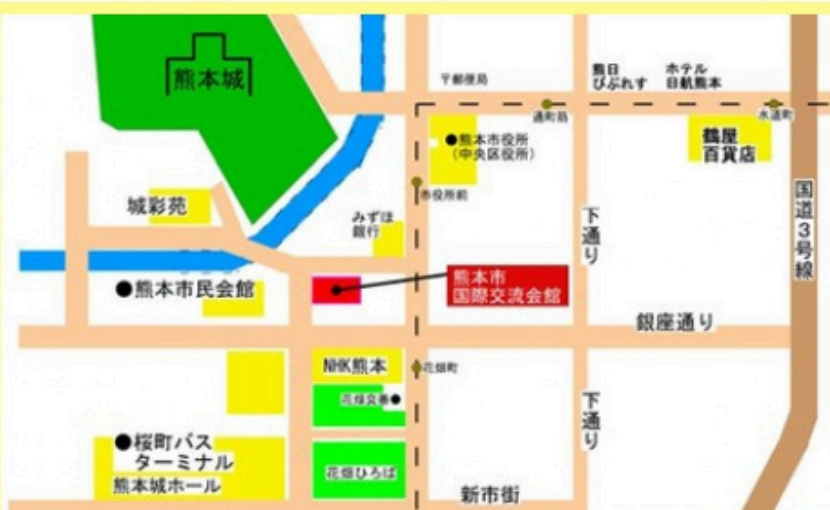 熊本城
〒郵便局
熊日
びぷれす
ホテル
日航熊本
通町筋
水道町
●熊本市役所
(中央区役所)
鶴屋
百貨店
市役所前
城彩苑
みずほ
銀行
下通り
国道3号線
●熊本市民会館
熊本市
国際交流会館
銀座通り
NHK熊本
花畑町
下通り
●桜町バス
ターミナル
熊本城ホール
花畑ひろば
新市街